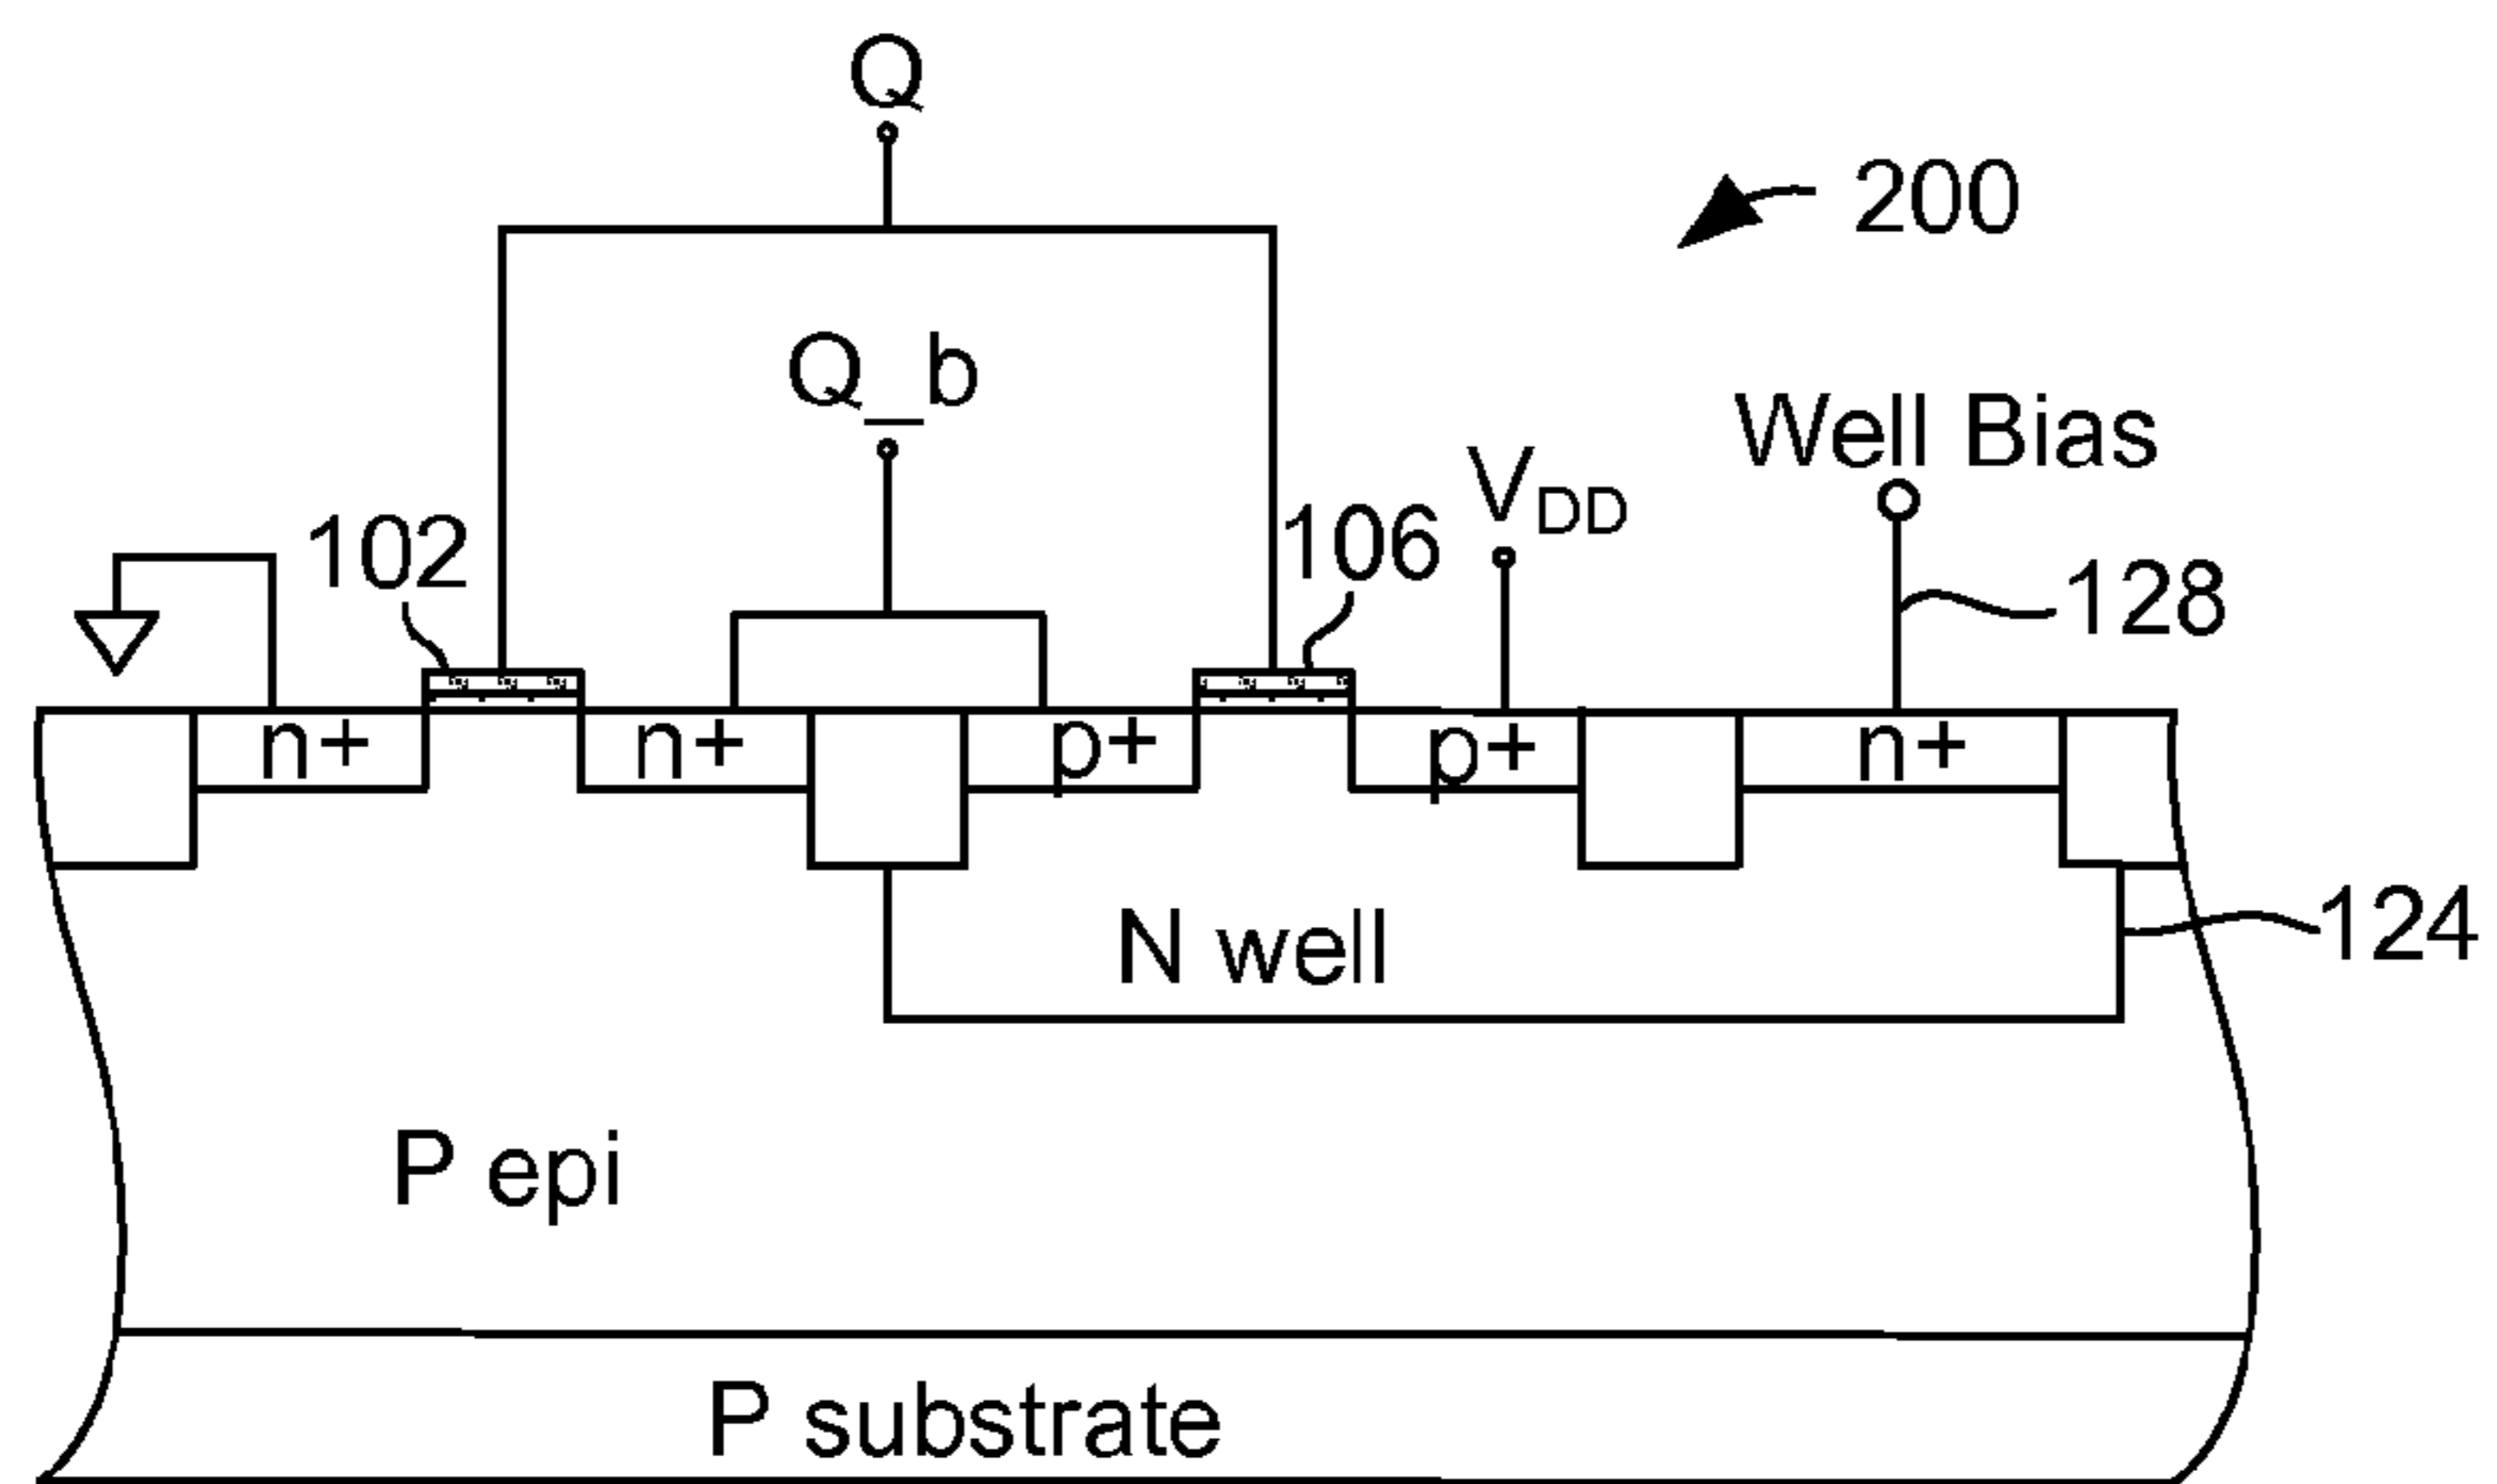 Q
200
Q_b
Well Bias
VDD
102
106
128
n+
n+
p+
p+
n+
N well
124
P epi
P substrate